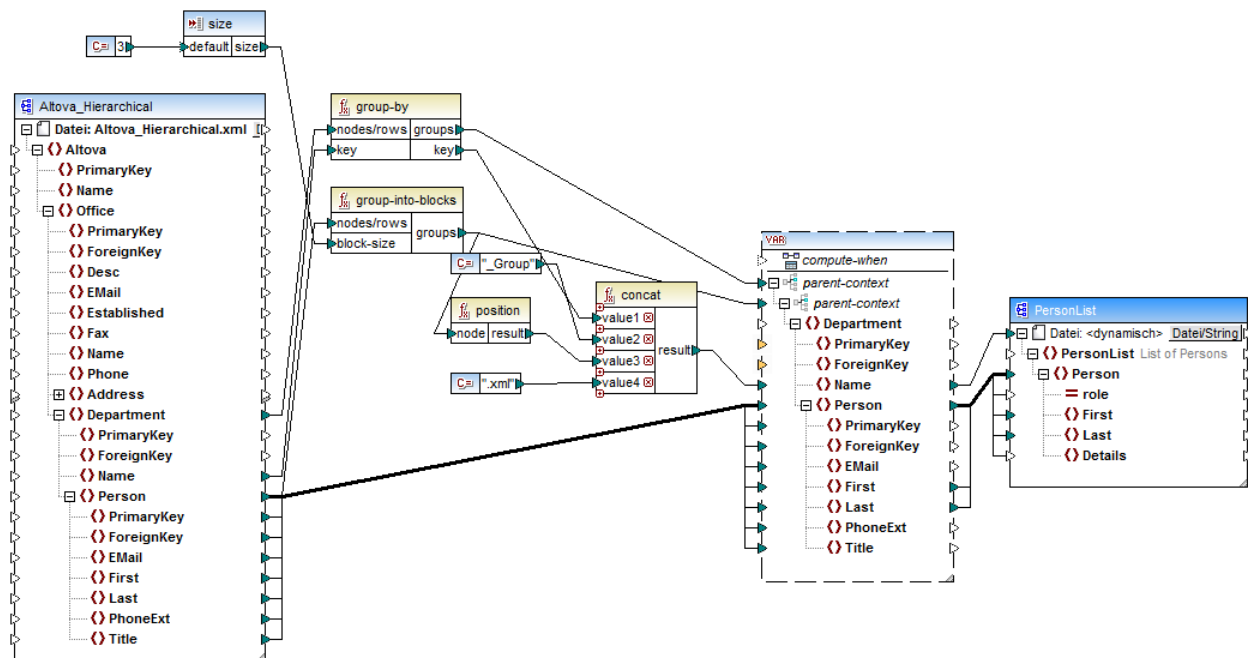 size
C= 3
default size
Altova_Hierarchical
Datei: Altova_Hierarchical.xml
Altova
PrimaryKey
Name
Office
PrimaryKey
ForeignKey
Desc
EMail
Established
Fax
Name
Phone
Address
Department
PrimaryKey
ForeignKey
Name
Person
PrimaryKey
ForeignKey
EMail
First
Last
PhoneExt
Title
group-by
nodes/rows groups
key key
group-into-blocks
nodes/rows
groups
block-size
C= "_Group"
position
node result
C= ".xml"
concat
value1
value2
result
value3
value4
VAR
compute-when
parent-context
parent-context
Department
PrimaryKey
ForeignKey
Name
Person
PrimaryKey
ForeignKey
EMail
First
Last
PhoneExt
Title
PersonList
Datei: <dynamisch> Datei/String
PersonList List of Persons
Person
role
First
Last
Details